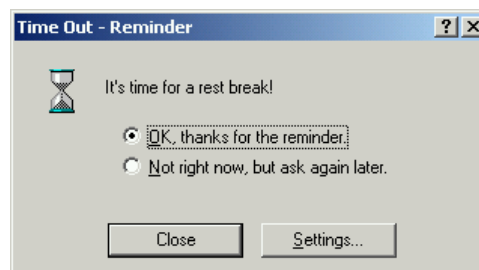 Time Out - Reminder
It's time for a rest break!
OK, thanks for the reminder.
Not right now, but ask again later.
Close
Settings...